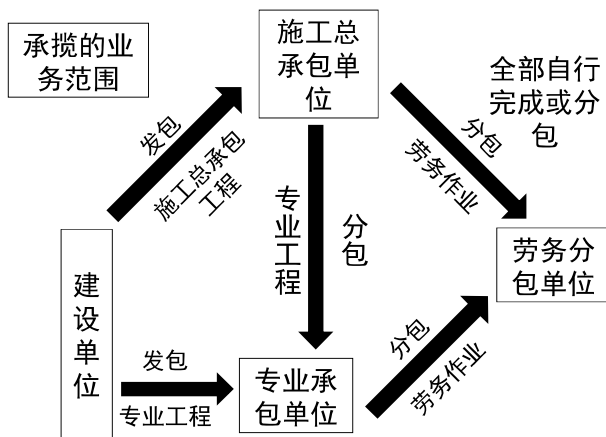 承揽的业
务范围
施工总
承包单
位
全部自行
完成或分
包
发包
施工总承包
工程
分包
劳务作业
专业工程
分包
劳务分
包单位
建设单位
发包
专业工程
专业承
包单位
分包
劳务作业